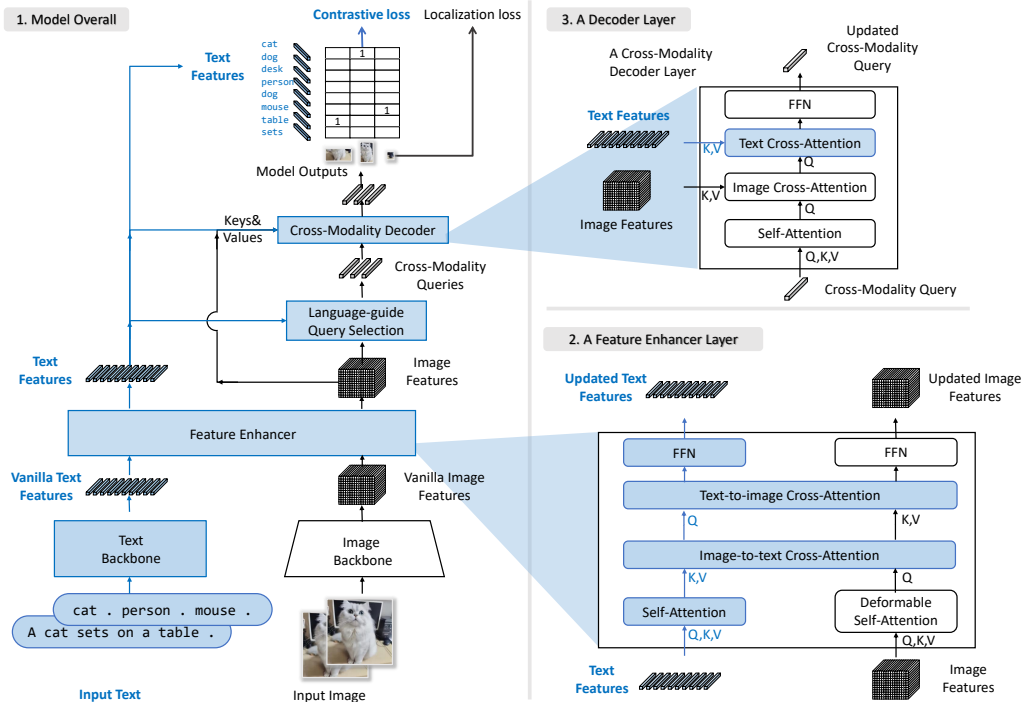 1. Model Overall
Contrastive loss
Localization loss
Text
Features
cat
dog
desk
person
dog
mouse
table
sets
1
1
1
Model Outputs
Keys&
Values
Cross-Modality Decoder
Cross-Modality
Queries
Language-guide
Query Selection
Text
Features
Image
Features
Feature Enhancer
Vanilla Text
Features
Vanilla Image
Features
Text
Backbone
Image
Backbone
cat . person . mouse .
A cat sets on a table .
Input Text
Input Image
3. A Decoder Layer
Updated
Cross-Modality
Query
A Cross-Modality
Decoder Layer
FFN
Text Features
K,V
Text Cross-Attention
Q
K,V
Image Cross-Attention
Image Features
Q
Self-Attention
Q,K,V
Cross-Modality Query
2. A Feature Enhancer Layer
Updated Text
Features
Updated Image
Features
FFN
FFN
Text-to-image Cross-Attention
Q
K,V
Image-to-text Cross-Attention
K,V
Q
Self-Attention
Deformable
Self-Attention
Q,K,V
Q,K,V
Text
Features
Image
Features